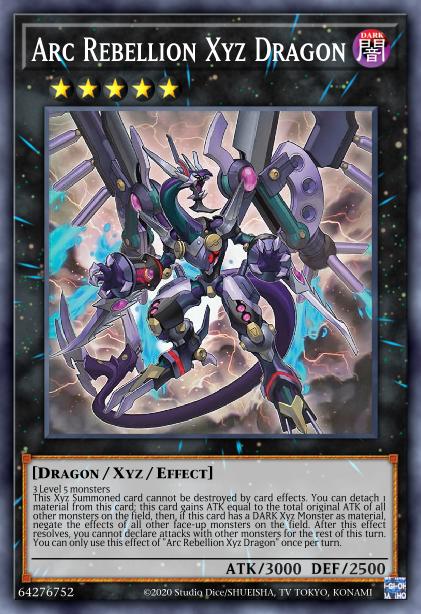 Arc Rebellion Xyz Dragon
DARK
闇
[Dragon / Xyz / Effect]
3 Level 5 monsters
This Xyz Summoned card cannot be destroyed by card effects. You can detach 1
material from this card; this card gains ATK equal to the total original ATK of all
other monsters on the field, then, if this card has a DARK Xyz Monster as material,
negate the effects of all other face-up monsters on the field. After this effect
resolves, you cannot declare attacks with other monsters for the rest of this turn.
You can only use this effect of "Arc Rebellion Xyz Dragon" once per turn.
ATK/3000 DEF/2500
64276752
©2020 Studio Dice/SHUEISHA, TV TOKYO, KONAMI